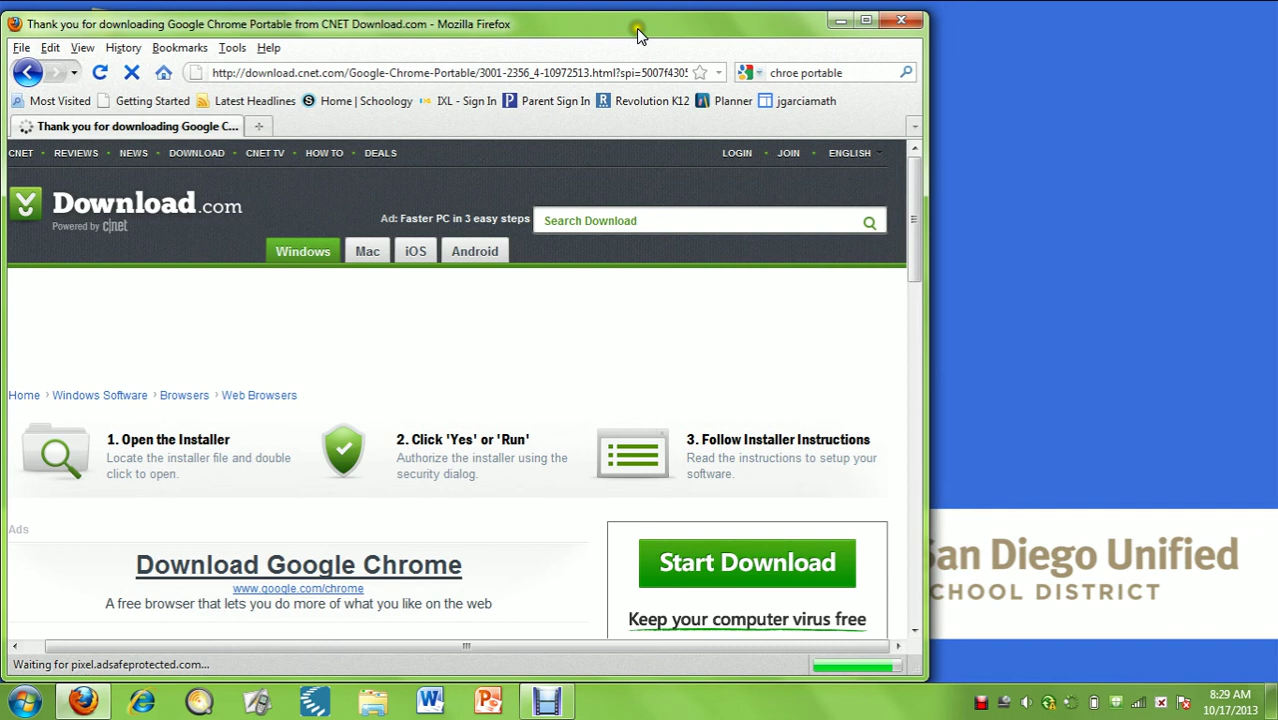 Thank you for downloading Google Chrome Portable from CNET Download.com - Mozilla Firefox
File Edit View History Bookmarks Tools Help
http://download.cnet.com/Google-Chrome-Portable/3001-2356_4-10972513.html?spi=5007f430 chroe portable
Most Visited Getting Started Latest Headlines Home | Schoology IXL - Sign In Parent Sign In Revolution K12 Planner jgarciamath
Thank you for downloading Google C...
CNET REVIEWS NEWS DOWNLOAD CNET TV HOW TO DEALS LOGIN JOIN ENGLISH
Download.com
Powered by c|net
Ad: Faster PC in 3 easy steps Search Download
Windows Mac iOS Android
Home › Windows Software › Browsers › Web Browsers
1. Open the Installer
Locate the installer file and double
click to open.
2. Click 'Yes' or 'Run'
Authorize the installer using the
security dialog.
3. Follow Installer Instructions
Read the instructions to setup your
software.
Ads
Download Google Chrome
www.google.com/chrome
A free browser that lets you do more of what you like on the web
Start Download
Keep your computer virus free
San Diego Unified
SCHOOL DISTRICT
Waiting for pixel.adsafeprotected.com...
8:29 AM
10/17/2013